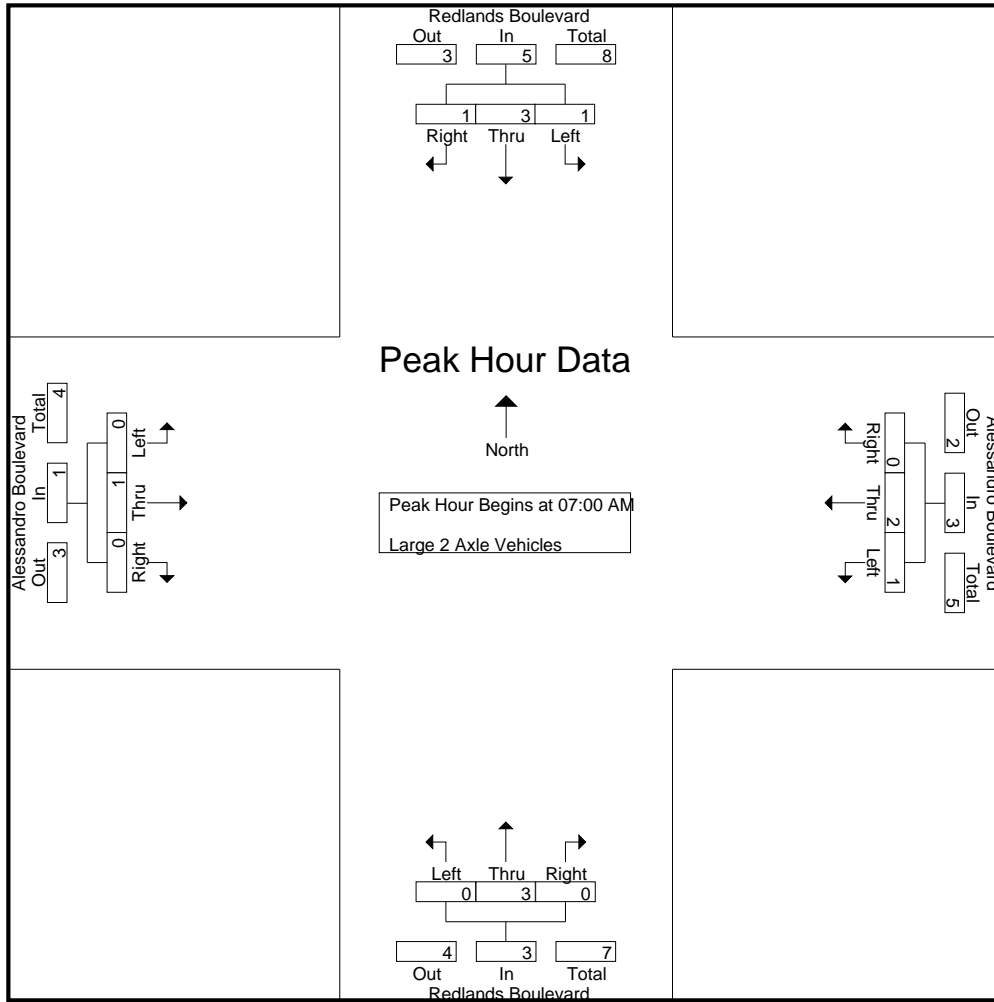 Redlands Boulevard
Out In Total
3 5 8
1 3 1
Right Thru Left
Peak Hour Data
North
Peak Hour Begins at 07:00 AM
Large 2 Axle Vehicles
Alessandro Boulevard
Out In Total
3 1 4
0 1 0
Left Thru Right
Alessandro Boulevard
Out In Total
2 3 5
0 2 1
Right Thru Left
Left Thru Right
0 3 0
4 3 7
Out In Total
Redlands Boulevard